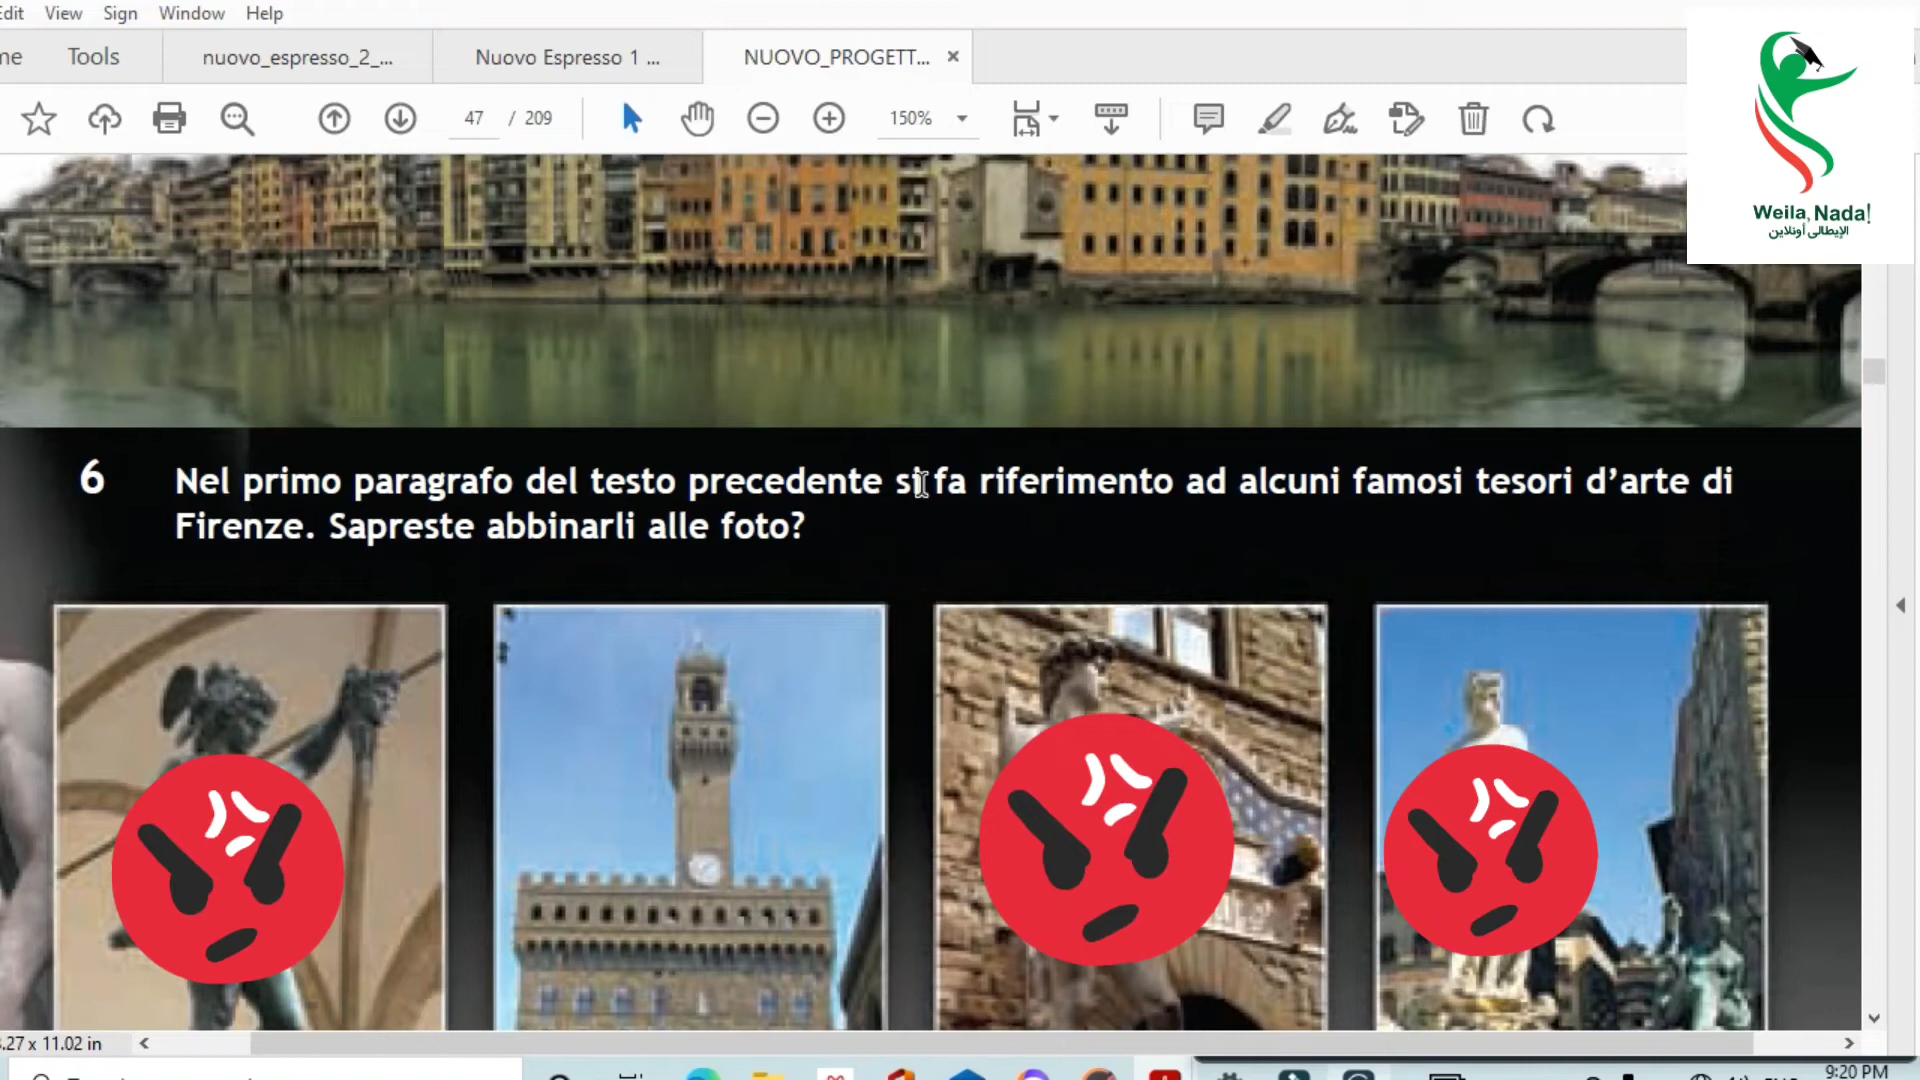 Edit View Sign Window Help
Tools nuovo_espresso_2_... Nuovo Espresso 1 ... NUOVO_PROGETT...
47 / 209 150%
Weila, Nada!
الإيطالى أونلاين
6 Nel primo paragrafo del testo precedente si fa riferimento ad alcuni famosi tesori d’arte di
Firenze. Sapreste abbinarli alle foto?
.27 x 11.02 in
9:20 PM